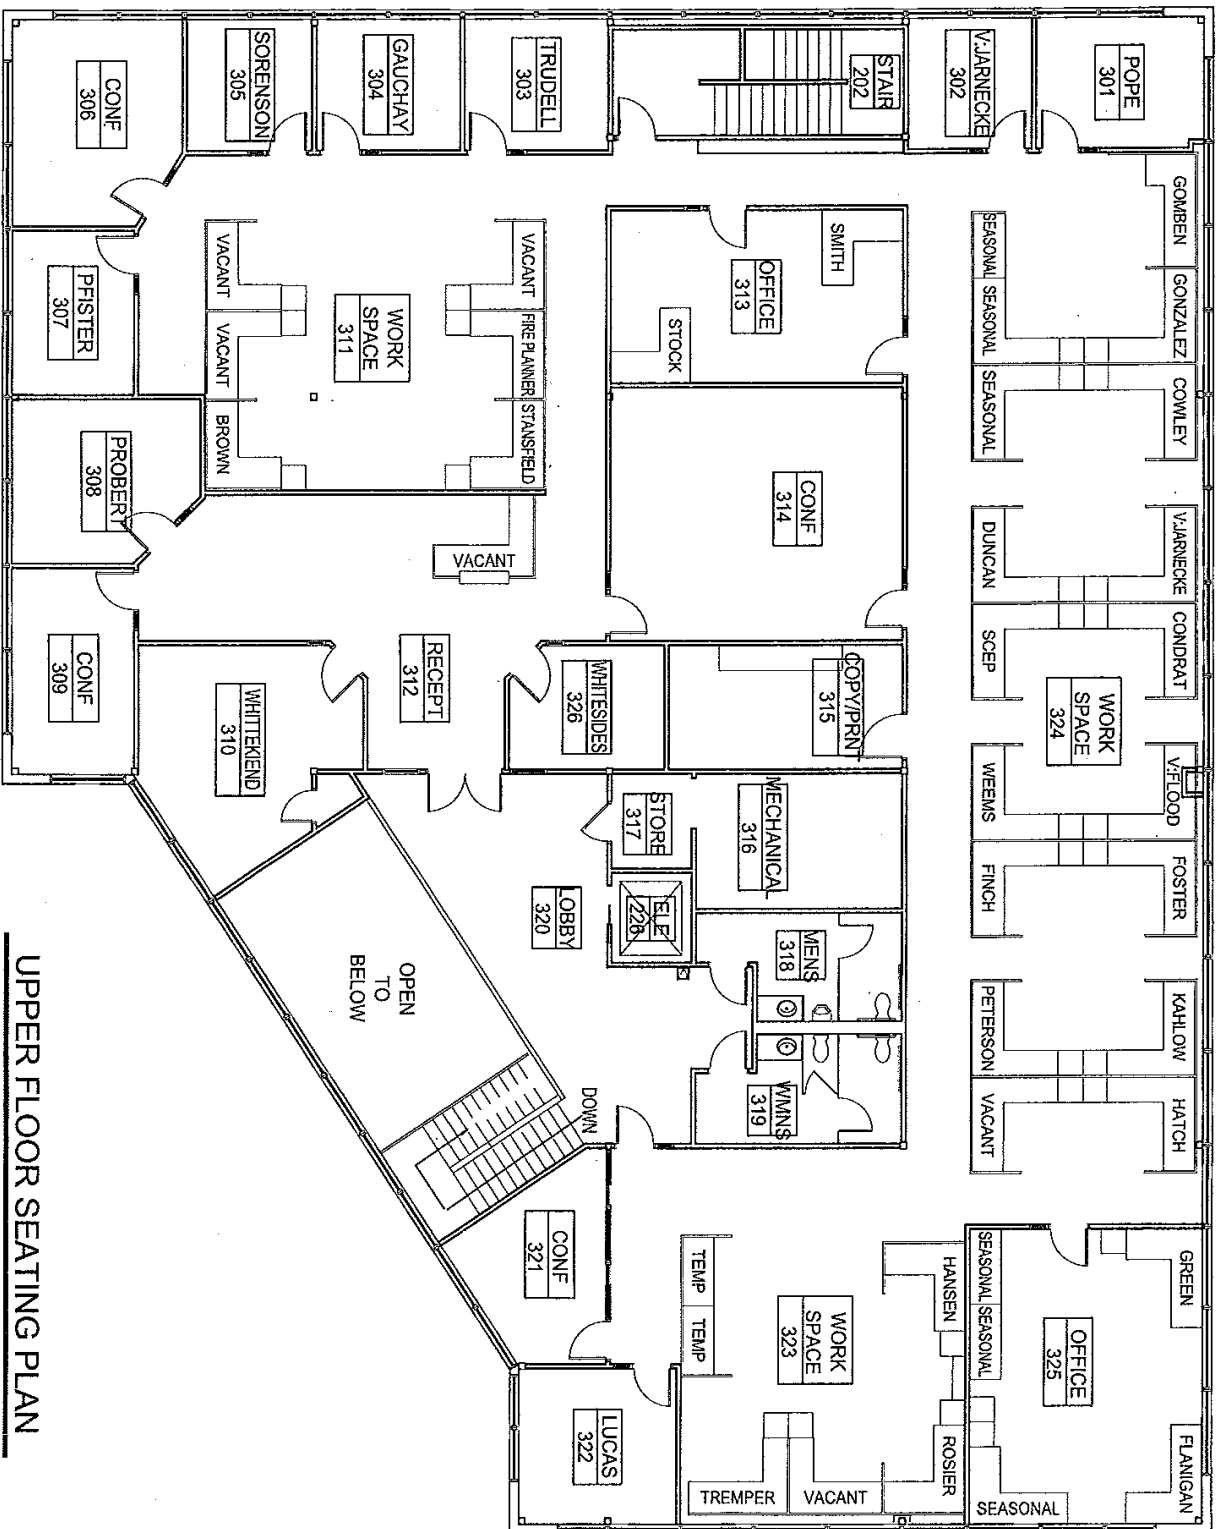 POPE
301
V:JARNECKE
302
STAIR
202
TRUDELL
303
GAUCHAY
304
SORENSON
305
CONF
306
PFISTER
307
PROBERT
308
CONF
309
WHITTEKIEND
310
WORK
SPACE
311
VACANT
FIRE PLANNER
STANSFIELD
VACANT
VACANT
BROWN
VACANT
RECEPT
312
OFFICE
313
SMITH
STOCK
CONF
314
COPY/PRN
315
WHITESIDES
326
MECHANICAL
316
STORE
317
ELE
226
MENS
318
WMNS
319
LOBBY
320
OPEN
TO
BELOW
DOWN
CONF
321
LUCAS
322
WORK
SPACE
323
HANSEN
ROSIER
TEMP
TEMP
TREMPER
VACANT
WORK
SPACE
324
GOMBEN
GONZALEZ
COWLEY
V:JARNECKE
CONDRAT
V:FLOOD
FOSTER
KAHLOW
HATCH
SEASONAL
SEASONAL
SEASONAL
DUNCAN
SCEP
WEEMS
FINCH
PETERSON
VACANT
OFFICE
325
GREEN
FLANIGAN
SEASONAL
SEASONAL
SEASONAL
UPPER FLOOR SEATING PLAN